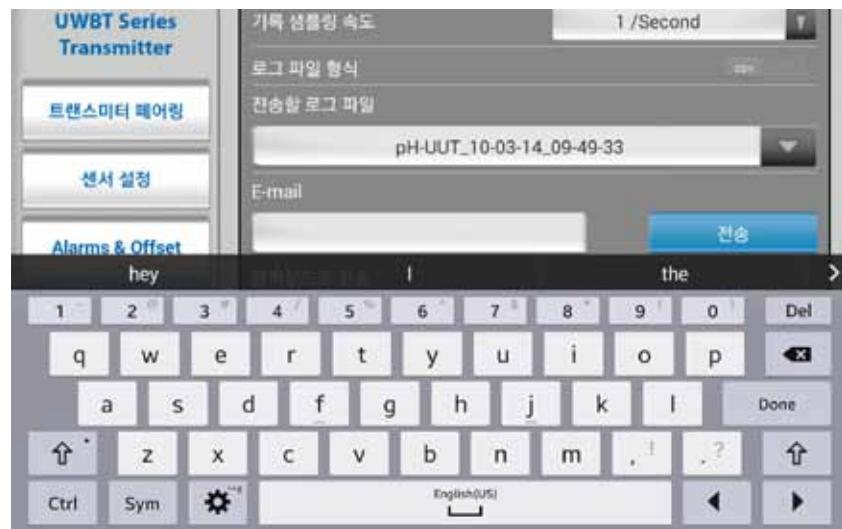 UWBT Series
Transmitter
트랜스미터 페어링
센서 설정
Alarms & Offset
기록 샘플링 속도
1 /Second
로그 파일 형식
전송할 로그 파일
pH-UUT_10-03-14_09-49-33
E-mail
전송
hey
I
the
1 2 3 4 5 6 7 8 9 0 Del
q w e r t y u i o p
a s d f g h j k l Done
z x c v b n m , ! . ?
Ctrl Sym English(US)